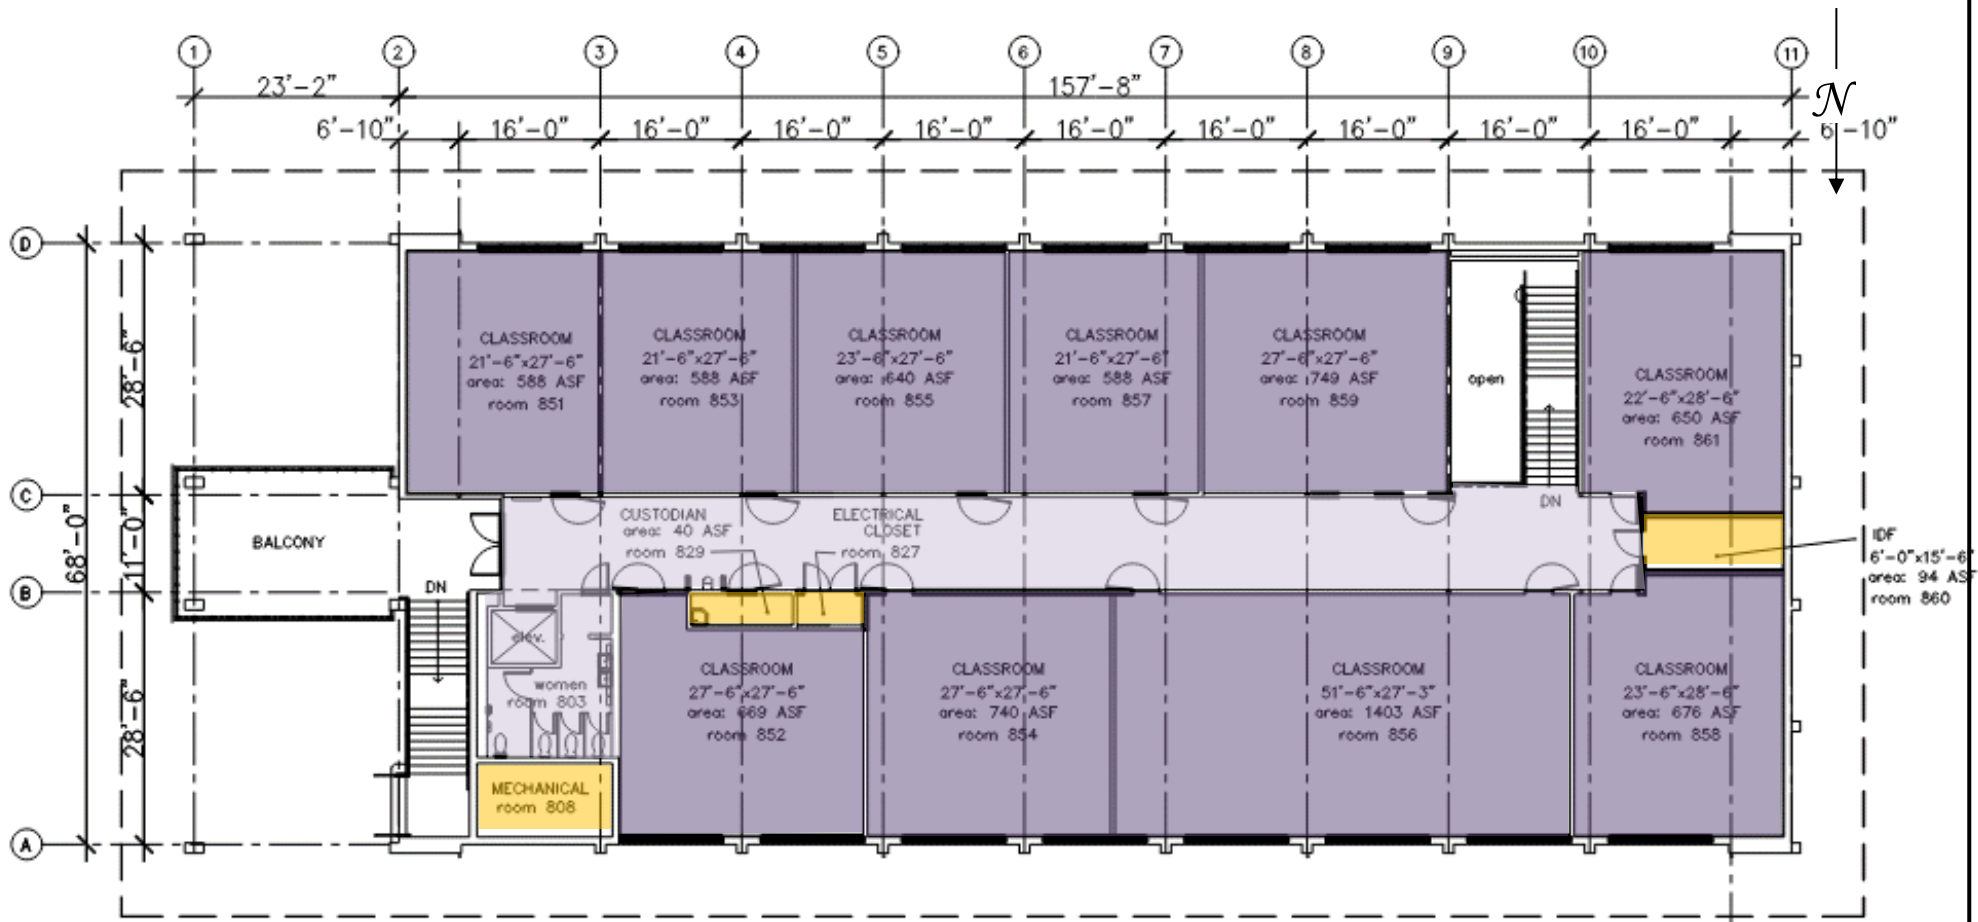 1 2 3 4 5 6 7 8 9 10 11
23'-2" 157'-8"
N
6'-10" 16'-0" 16'-0" 16'-0" 16'-0" 16'-0" 16'-0" 16'-0" 16'-0" 16'-0" 6'-10"
D
C
B
A
28'-6"
11'-0"
28'-6"
68'-0"
CLASSROOM
21'-6"x27'-6"
area: 588 ASF
room 851
CLASSROOM
21'-6"x27'-6"
area: 588 ASF
room 853
CLASSROOM
23'-6"x27'-6"
area: 640 ASF
room 855
CLASSROOM
21'-6"x27'-6"
area: 588 ASF
room 857
CLASSROOM
27'-6"x27'-6"
area: 749 ASF
room 859
open
DN
CLASSROOM
22'-6"x28'-6"
area: 650 ASF
room 861
BALCONY
CUSTODIAN
area: 40 ASF
room 829
ELECTRICAL
CLOSET
room 827
IDF
6'-0"x15'-6"
area: 94 ASF
room 860
DN
elev.
women
room 803
MECHANICAL
room 808
CLASSROOM
27'-6"x27'-6"
area: 669 ASF
room 852
CLASSROOM
27'-6"x27'-6"
area: 740 ASF
room 854
CLASSROOM
51'-6"x27'-3"
area: 1403 ASF
room 856
CLASSROOM
23'-6"x28'-6"
area: 676 ASF
room 858